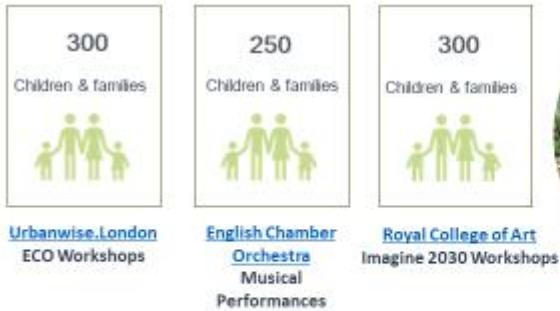 300
Children & families
Urbanwise.London
ECO Workshops
250
Children & families
English Chamber
Orchestra
Musical
Performances
300
Children & families
Royal College of Art
Imagine 2030 Workshops